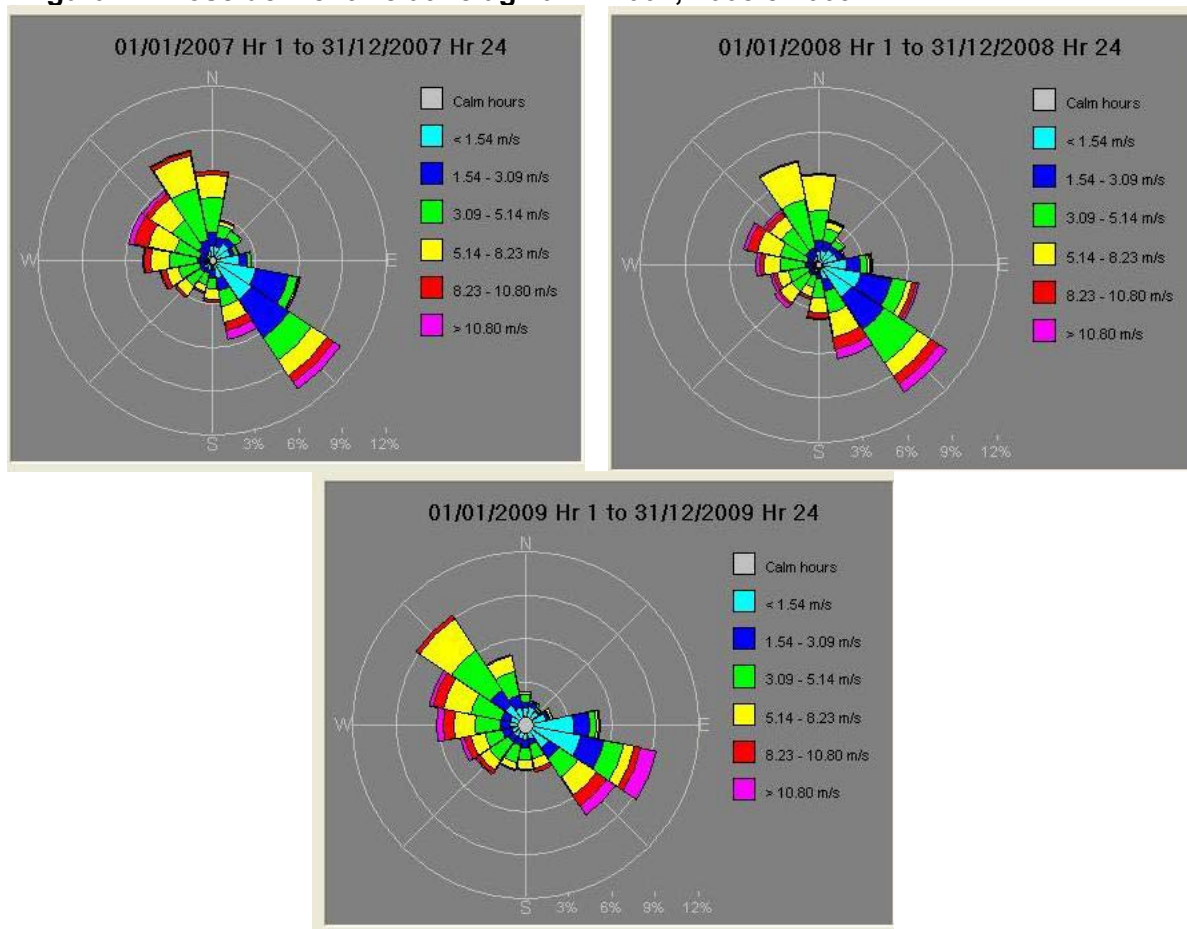 01/01/2007 Hr 1 to 31/12/2007 Hr 24
N
W
E
S
3% 6% 9% 12%
Calm hours
< 1.54 m/s
1.54 - 3.09 m/s
3.09 - 5.14 m/s
5.14 - 8.23 m/s
8.23 - 10.80 m/s
> 10.80 m/s
01/01/2008 Hr 1 to 31/12/2008 Hr 24
N
W
E
S
3% 6% 9% 12%
Calm hours
< 1.54 m/s
1.54 - 3.09 m/s
3.09 - 5.14 m/s
5.14 - 8.23 m/s
8.23 - 10.80 m/s
> 10.80 m/s
01/01/2009 Hr 1 to 31/12/2009 Hr 24
N
W
E
S
3% 6% 9% 12%
Calm hours
< 1.54 m/s
1.54 - 3.09 m/s
3.09 - 5.14 m/s
5.14 - 8.23 m/s
8.23 - 10.80 m/s
> 10.80 m/s